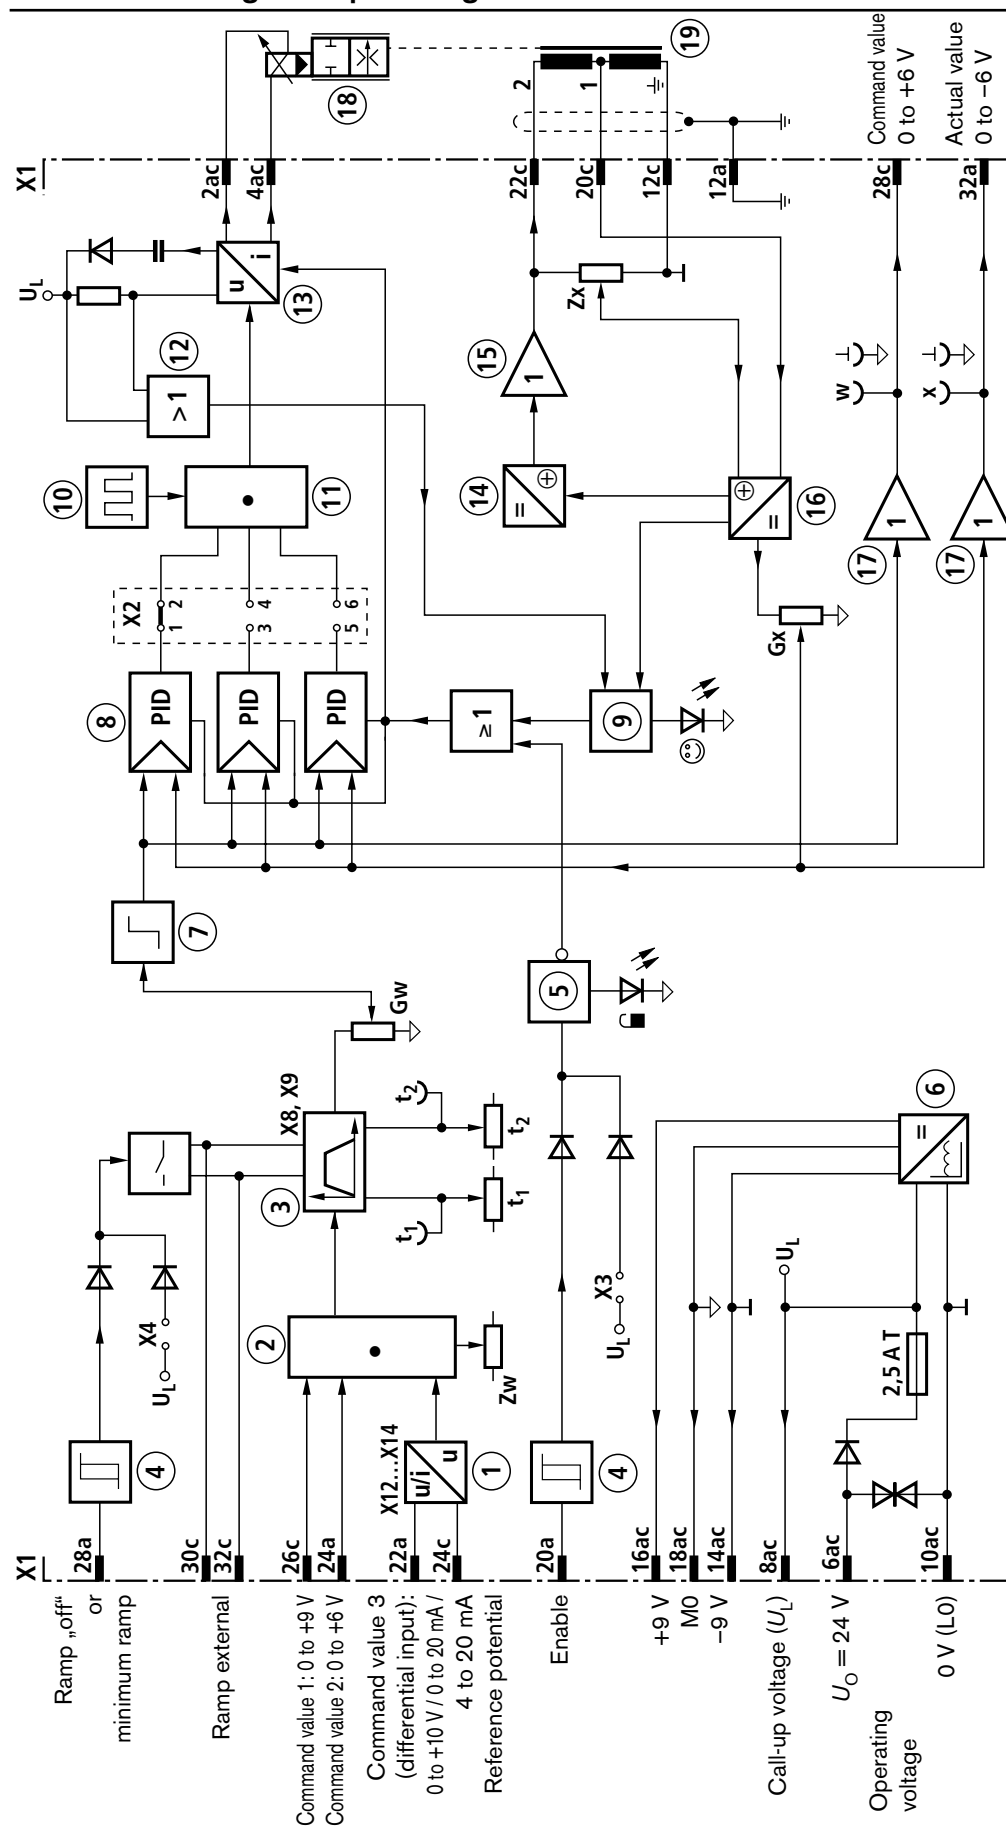 X1
Ramp „off“
or
minimum ramp
28a
Ramp external
30c
32c
Command value 1: 0 to +9 V
26c
Command value 2: 0 to +6 V
24a
Command value 3
(differential input):
0 to +10 V / 0 to 20 mA /
4 to 20 mA
22a
Reference potential
24c
Enable
20a
+9 V
16ac
M0
18ac
−9 V
14ac
Call-up voltage (UL)
8ac
UO = 24 V
6ac
Operating
voltage
0 V (L0)
10ac
4
UL
X4
X12...X14
u/i
u
1
2
Zw
3
X8, X9
t1
t1
t2
t2
Gw
4
UL
X3
5
UL
2,5 A T
=
6
7
8
PID
PID
PID
X2
1
2
3
4
5
6
≥ 1
9
10
11
> 1
12
UL
u
i
13
14
=
15
1
16
=
Gx
Zx
17
1
17
1
w
x
X1
2ac
4ac
22c
20c
12c
12a
28c
32a
18
19
2
1
Command value
0 to +6 V
Actual value
0 to −6 V